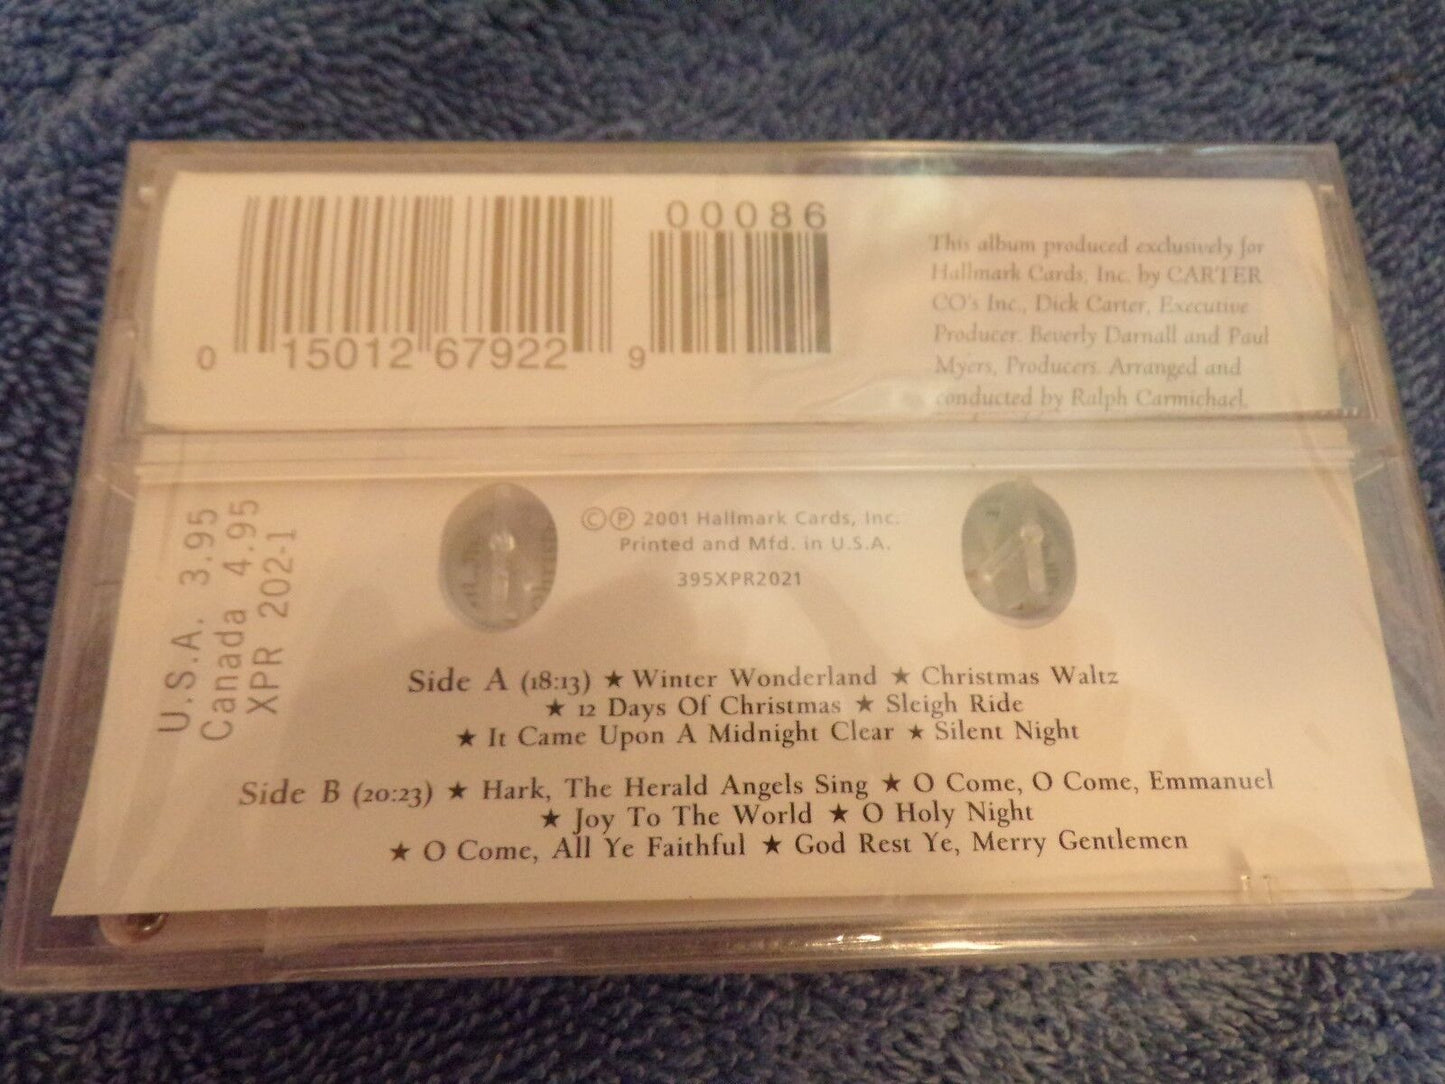 0 15012 67922 9
00086
This album produced exclusively for
Hallmark Cards, Inc. by CARTER
CO's Inc., Dick Carter, Executive
Producer. Beverly Darnall and Paul
Myers, Producers. Arranged and
conducted by Ralph Carmichael.
U.S.A. 3.95
Canada 4.95
XPR 202-1
©℗ 2001 Hallmark Cards, Inc.
Printed and Mfd. in U.S.A.
395XPR2021
Side A (18:13) ★ Winter Wonderland ★ Christmas Waltz
★ 12 Days Of Christmas ★ Sleigh Ride
★ It Came Upon A Midnight Clear ★ Silent Night
Side B (20:23) ★ Hark, The Herald Angels Sing ★ O Come, O Come, Emmanuel
★ Joy To The World ★ O Holy Night
★ O Come, All Ye Faithful ★ God Rest Ye, Merry Gentlemen